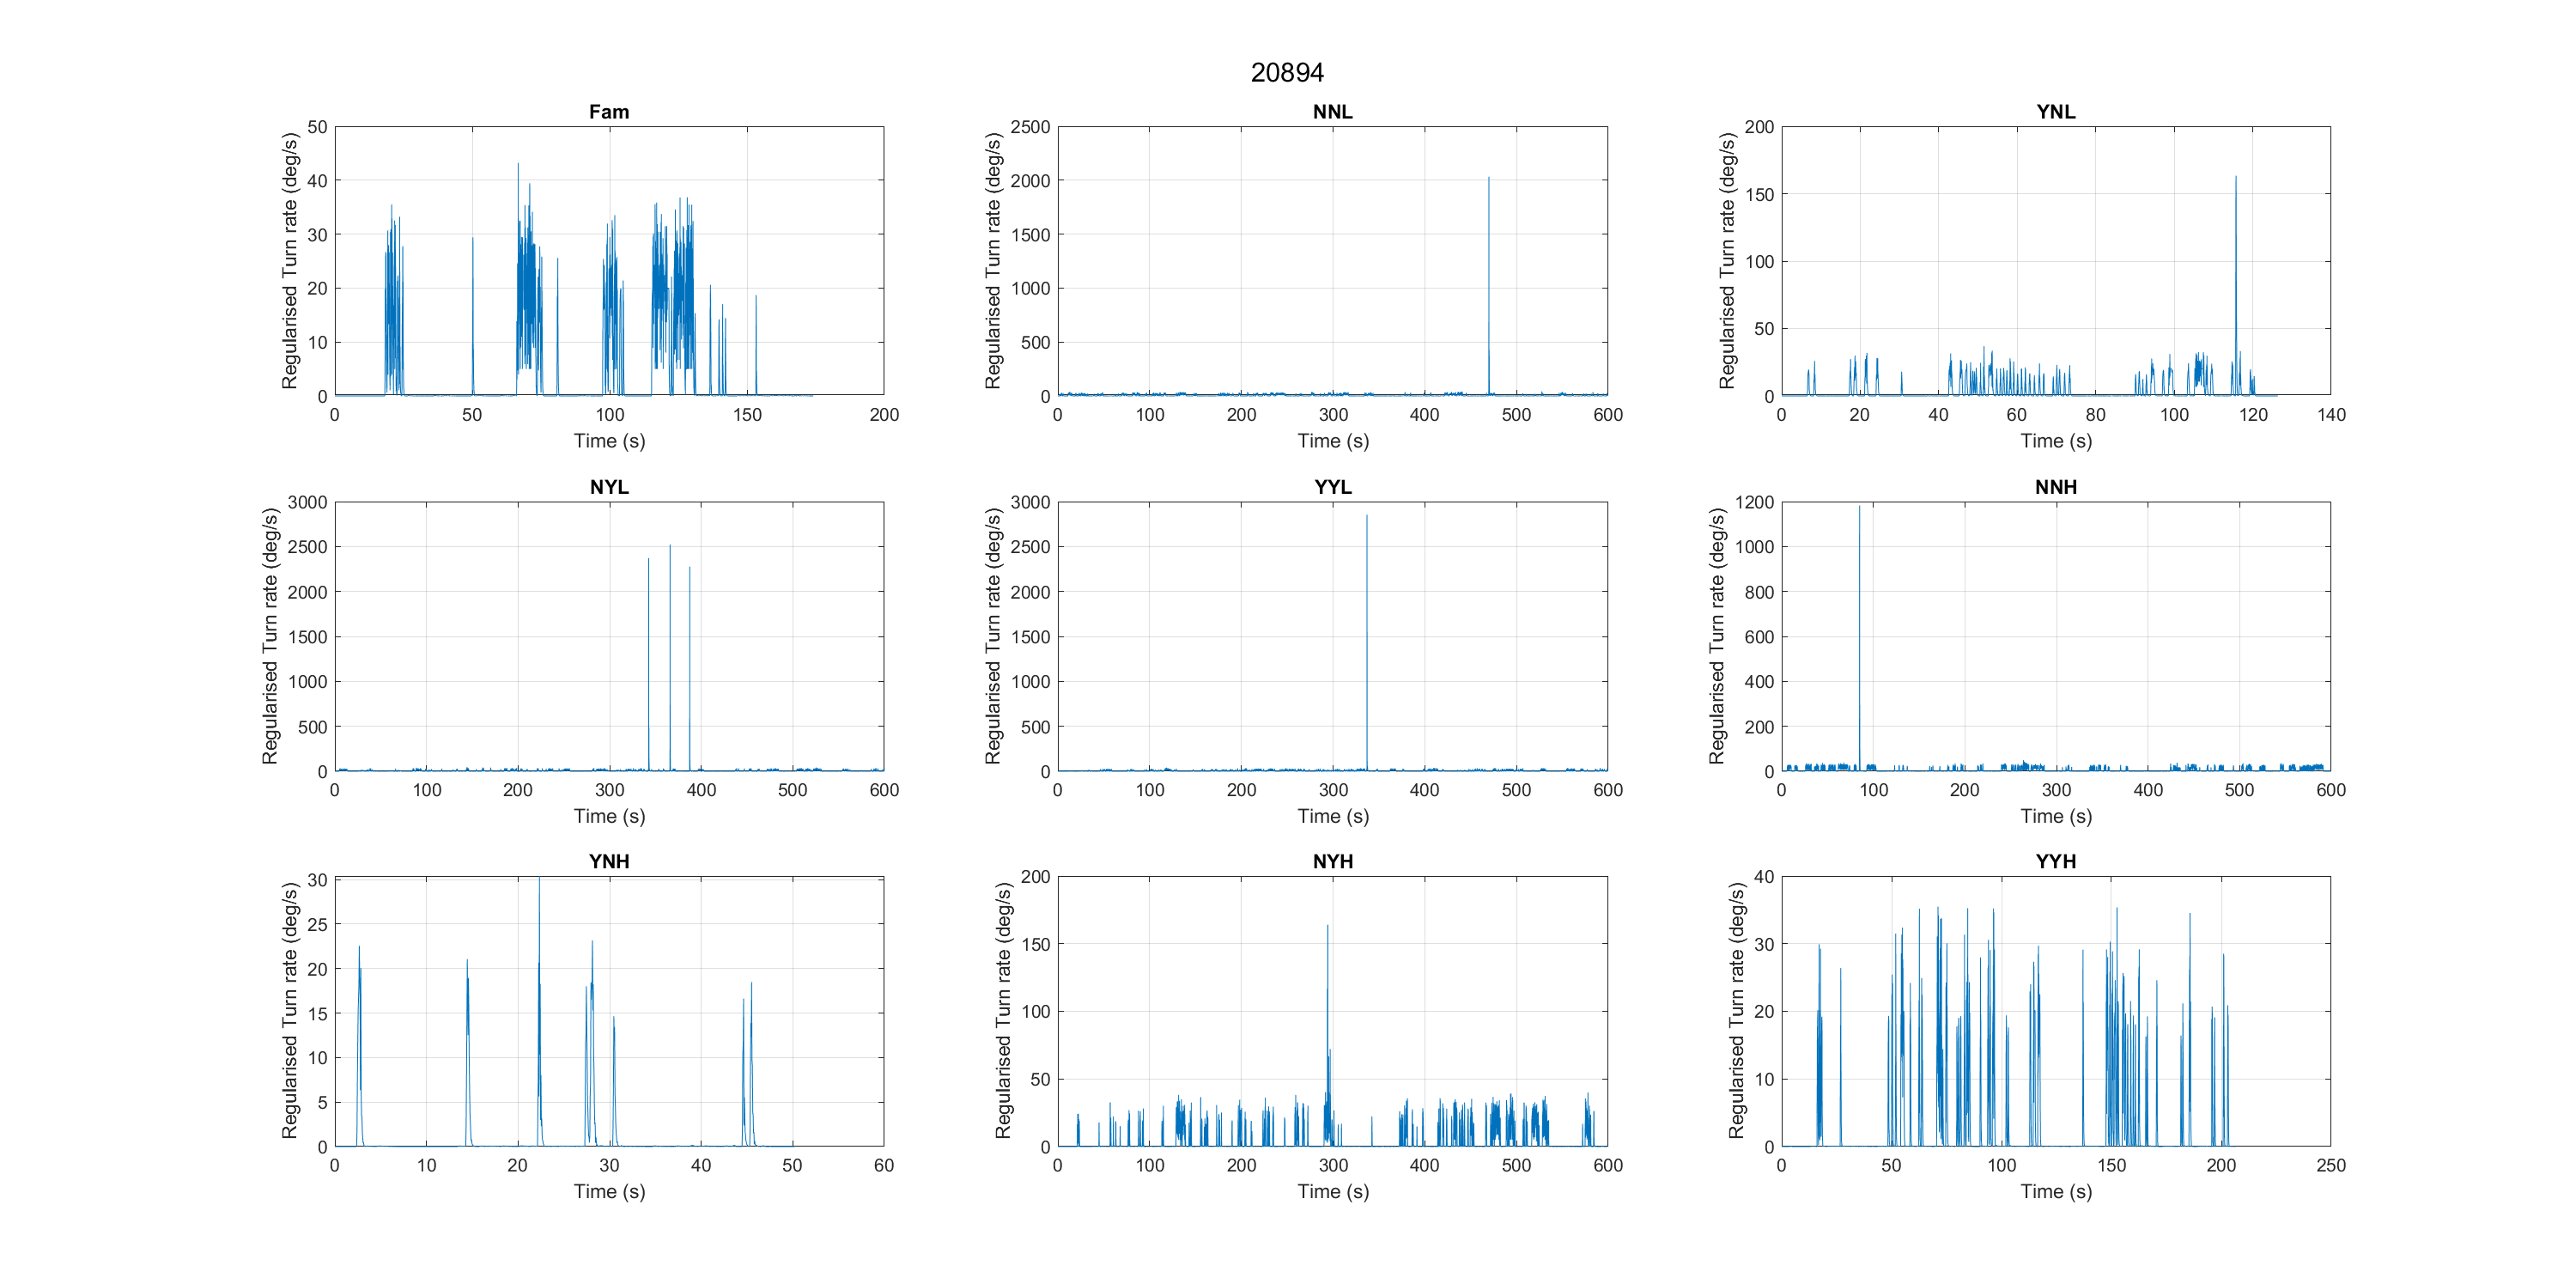 20894
Fam
Regularised Turn rate (deg/s)
50
40
30
20
10
0
0 50 100 150 200
Time (s)
NNL
Regularised Turn rate (deg/s)
2500
2000
1500
1000
500
0
0 100 200 300 400 500 600
Time (s)
YNL
Regularised Turn rate (deg/s)
200
150
100
50
0
0 20 40 60 80 100 120 140
Time (s)
NYL
Regularised Turn rate (deg/s)
3000
2500
2000
1500
1000
500
0
0 100 200 300 400 500 600
Time (s)
YYL
Regularised Turn rate (deg/s)
3000
2500
2000
1500
1000
500
0
0 100 200 300 400 500 600
Time (s)
NNH
Regularised Turn rate (deg/s)
1200
1000
800
600
400
200
0
0 100 200 300 400 500 600
Time (s)
YNH
Regularised Turn rate (deg/s)
30
25
20
15
10
5
0
0 10 20 30 40 50 60
Time (s)
NYH
Regularised Turn rate (deg/s)
200
150
100
50
0
0 100 200 300 400 500 600
Time (s)
YYH
Regularised Turn rate (deg/s)
40
30
20
10
0
0 50 100 150 200 250
Time (s)